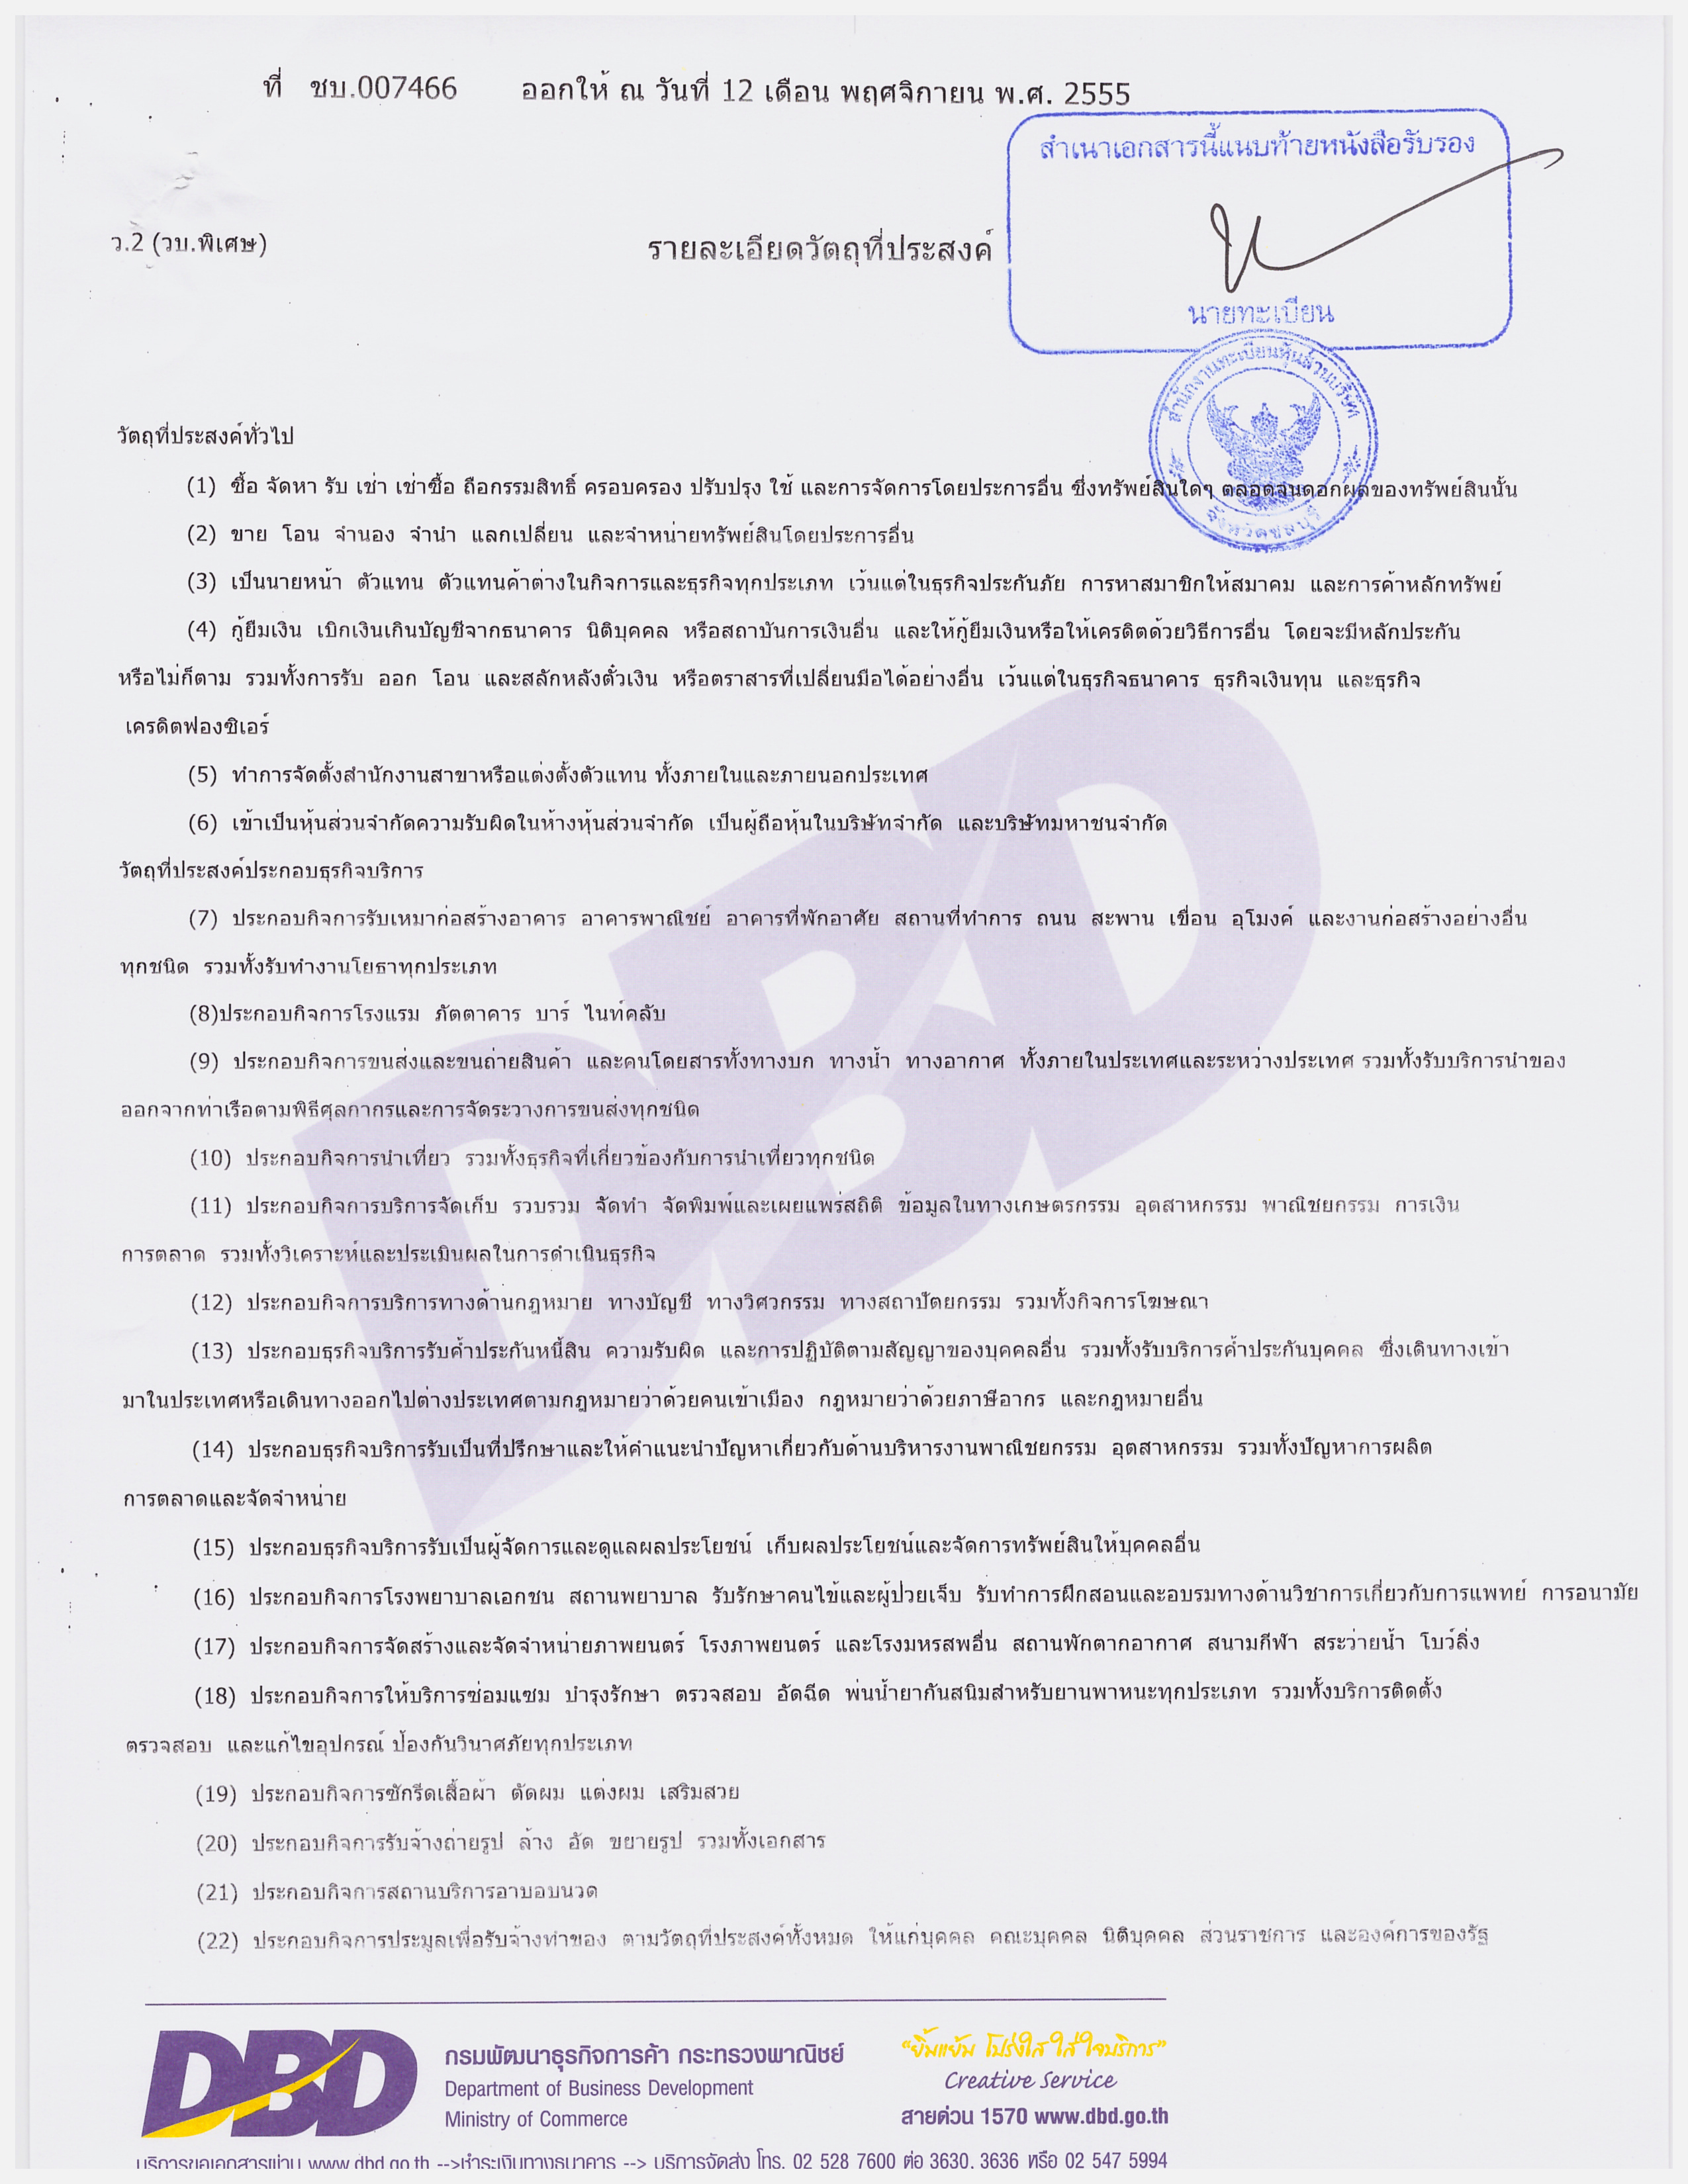 ที่ ชบ.007466 ออกให้ ณ วันที่ 12 เดือน พฤศจิกายน พ.ศ. 2555
สำเนาเอกสารนี้แนบท้ายหนังสือรับรอง
ว.2 (วบ.พิเศษ)
รายละเอียดวัตถุที่ประสงค์
นายทะเบียน
สำนักงานทะเบียนหุ้นส่วนบริษัท
จังหวัดชลบุรี
วัตถุที่ประสงค์ทั่วไป
(1) ซื้อ จัดหา รับ เช่า เช่าซื้อ ถือกรรมสิทธิ์ ครอบครอง ปรับปรุง ใช้ และการจัดการโดยประการอื่น ซึ่งทรัพย์สินใดๆ ตลอดจนดอกผลของทรัพย์สินนั้น
(2) ขาย โอน จำนอง จำนำ แลกเปลี่ยน และจำหน่ายทรัพย์สินโดยประการอื่น
(3) เป็นนายหน้า ตัวแทน ตัวแทนค้าต่างในกิจการและธุรกิจทุกประเภท เว้นแต่ในธุรกิจประกันภัย การหาสมาชิกให้สมาคม และการค้าหลักทรัพย์
(4) กู้ยืมเงิน เบิกเงินเกินบัญชีจากธนาคาร นิติบุคคล หรือสถาบันการเงินอื่น และให้กู้ยืมเงินหรือให้เครดิตด้วยวิธีการอื่น โดยจะมีหลักประกัน
หรือไม่ก็ตาม รวมทั้งการรับ ออก โอน และสลักหลังตั๋วเงิน หรือตราสารที่เปลี่ยนมือได้อย่างอื่น เว้นแต่ในธุรกิจธนาคาร ธุรกิจเงินทุน และธุรกิจ
เครดิตฟองซิเอร์
(5) ทำการจัดตั้งสำนักงานสาขาหรือแต่งตั้งตัวแทน ทั้งภายในและภายนอกประเทศ
(6) เข้าเป็นหุ้นส่วนจำกัดความรับผิดในห้างหุ้นส่วนจำกัด เป็นผู้ถือหุ้นในบริษัทจำกัด และบริษัทมหาชนจำกัด
วัตถุที่ประสงค์ประกอบธุรกิจบริการ
(7) ประกอบกิจการรับเหมาก่อสร้างอาคาร อาคารพาณิชย์ อาคารที่พักอาศัย สถานที่ทำการ ถนน สะพาน เขื่อน อุโมงค์ และงานก่อสร้างอย่างอื่น
ทุกชนิด รวมทั้งรับทำงานโยธาทุกประเภท
(8)ประกอบกิจการโรงแรม ภัตตาคาร บาร์ ไนท์คลับ
(9) ประกอบกิจการขนส่งและขนถ่ายสินค้า และคนโดยสารทั้งทางบก ทางน้ำ ทางอากาศ ทั้งภายในประเทศและระหว่างประเทศ รวมทั้งรับบริการนำของ
ออกจากท่าเรือตามพิธีศุลกากรและการจัดระวางการขนส่งทุกชนิด
(10) ประกอบกิจการนำเที่ยว รวมทั้งธุรกิจที่เกี่ยวข้องกับการนำเที่ยวทุกชนิด
(11) ประกอบกิจการบริการจัดเก็บ รวบรวม จัดทำ จัดพิมพ์และเผยแพร่สถิติ ข้อมูลในทางเกษตรกรรม อุตสาหกรรม พาณิชยกรรม การเงิน
การตลาด รวมทั้งวิเคราะห์และประเมินผลในการดำเนินธุรกิจ
(12) ประกอบกิจการบริการทางด้านกฎหมาย ทางบัญชี ทางวิศวกรรม ทางสถาปัตยกรรม รวมทั้งกิจการโฆษณา
(13) ประกอบธุรกิจบริการรับค้ำประกันหนี้สิน ความรับผิด และการปฏิบัติตามสัญญาของบุคคลอื่น รวมทั้งรับบริการค้ำประกันบุคคล ซึ่งเดินทางเข้า
มาในประเทศหรือเดินทางออกไปต่างประเทศตามกฎหมายว่าด้วยคนเข้าเมือง กฎหมายว่าด้วยภาษีอากร และกฎหมายอื่น
(14) ประกอบธุรกิจบริการรับเป็นที่ปรึกษาและให้คำแนะนำปัญหาเกี่ยวกับด้านบริหารงานพาณิชยกรรม อุตสาหกรรม รวมทั้งปัญหาการผลิต
การตลาดและจัดจำหน่าย
(15) ประกอบธุรกิจบริการรับเป็นผู้จัดการและดูแลผลประโยชน์ เก็บผลประโยชน์และจัดการทรัพย์สินให้บุคคลอื่น
(16) ประกอบกิจการโรงพยาบาลเอกชน สถานพยาบาล รับรักษาคนไข้และผู้ป่วยเจ็บ รับทำการฝึกสอนและอบรมทางด้านวิชาการเกี่ยวกับการแพทย์ การอนามัย
(17) ประกอบกิจการจัดสร้างและจัดจำหน่ายภาพยนตร์ โรงภาพยนตร์ และโรงมหรสพอื่น สถานพักตากอากาศ สนามกีฬา สระว่ายน้ำ โบว์ลิ่ง
(18) ประกอบกิจการให้บริการซ่อมแซม บำรุงรักษา ตรวจสอบ อัดฉีด พ่นน้ำยากันสนิมสำหรับยานพาหนะทุกประเภท รวมทั้งบริการติดตั้ง
ตรวจสอบ และแก้ไขอุปกรณ์ ป้องกันวินาศภัยทุกประเภท
(19) ประกอบกิจการซักรีดเสื้อผ้า ตัดผม แต่งผม เสริมสวย
(20) ประกอบกิจการรับจ้างถ่ายรูป ล้าง อัด ขยายรูป รวมทั้งเอกสาร
(21) ประกอบกิจการสถานบริการอาบอบนวด
(22) ประกอบกิจการประมูลเพื่อรับจ้างทำของ ตามวัตถุที่ประสงค์ทั้งหมด ให้แก่บุคคล คณะบุคคล นิติบุคคล ส่วนราชการ และองค์การของรัฐ
DBD
กรมพัฒนาธุรกิจการค้า กระทรวงพาณิชย์
Department of Business Development
Ministry of Commerce
"ยิ้มแย้ม โปร่งใส ใส่ใจบริการ"
Creative Service
สายด่วน 1570 www.dbd.go.th
บริการขอเอกสารผ่าน www.dbd.go.th -->ชำระเงินทางธนาคาร --> บริการจัดส่ง โทร. 02 528 7600 ต่อ 3630, 3636 หรือ 02 547 5994